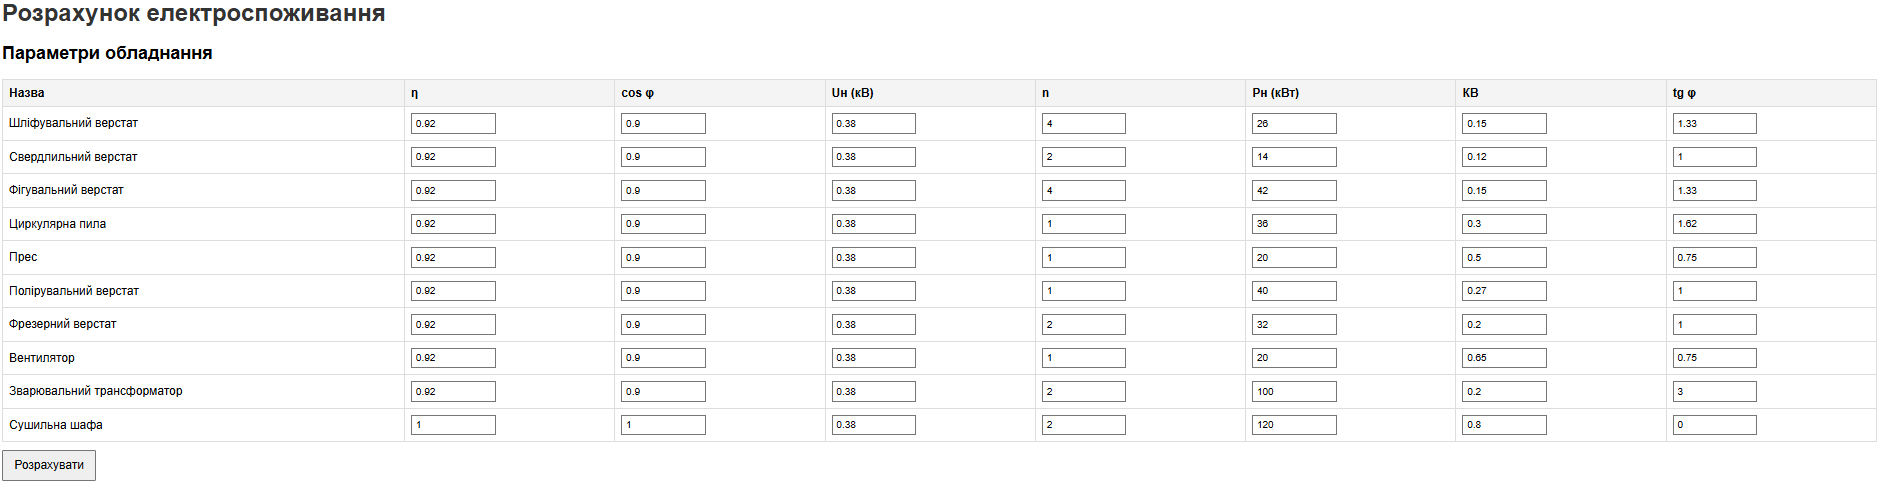 Розрахунок електроспоживання
Параметри обладнання
Назва η cos φ Uн (кВ) n Рн (кВт) КВ tg φ
Шліфувальний верстат 0.92 0.9 0.38 4 26 0.15 1.33
Свердлильний верстат 0.92 0.9 0.38 2 14 0.12 1
Фігувальний верстат 0.92 0.9 0.38 4 42 0.15 1.33
Циркулярна пила 0.92 0.9 0.38 1 36 0.3 1.62
Прес 0.92 0.9 0.38 1 20 0.5 0.75
Полірувальний верстат 0.92 0.9 0.38 1 40 0.27 1
Фрезерний верстат 0.92 0.9 0.38 2 32 0.2 1
Вентилятор 0.92 0.9 0.38 1 20 0.65 0.75
Зварювальний трансформатор 0.92 0.9 0.38 2 100 0.2 3
Сушильна шафа 1 1 0.38 2 120 0.8 0
Розрахувати